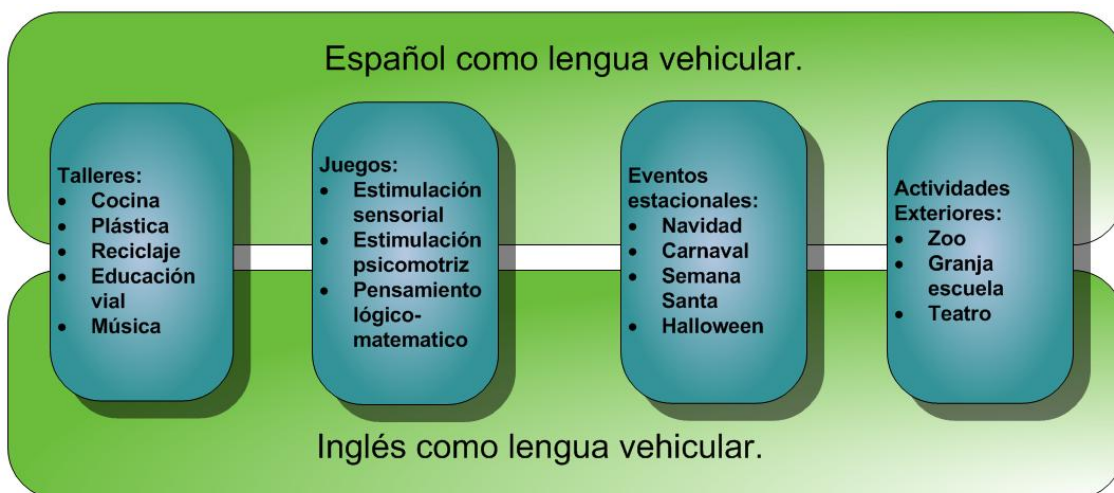 Español como lengua vehicular.
Talleres:
• Cocina
• Plástica
• Reciclaje
• Educación
vial
• Música
Juegos:
• Estimulación
sensorial
• Estimulación
psicomotriz
• Pensamiento
lógico-
matematico
Eventos
estacionales:
• Navidad
• Carnaval
• Semana
Santa
• Halloween
Actividades
Exteriores:
• Zoo
• Granja
escuela
• Teatro
Inglés como lengua vehicular.